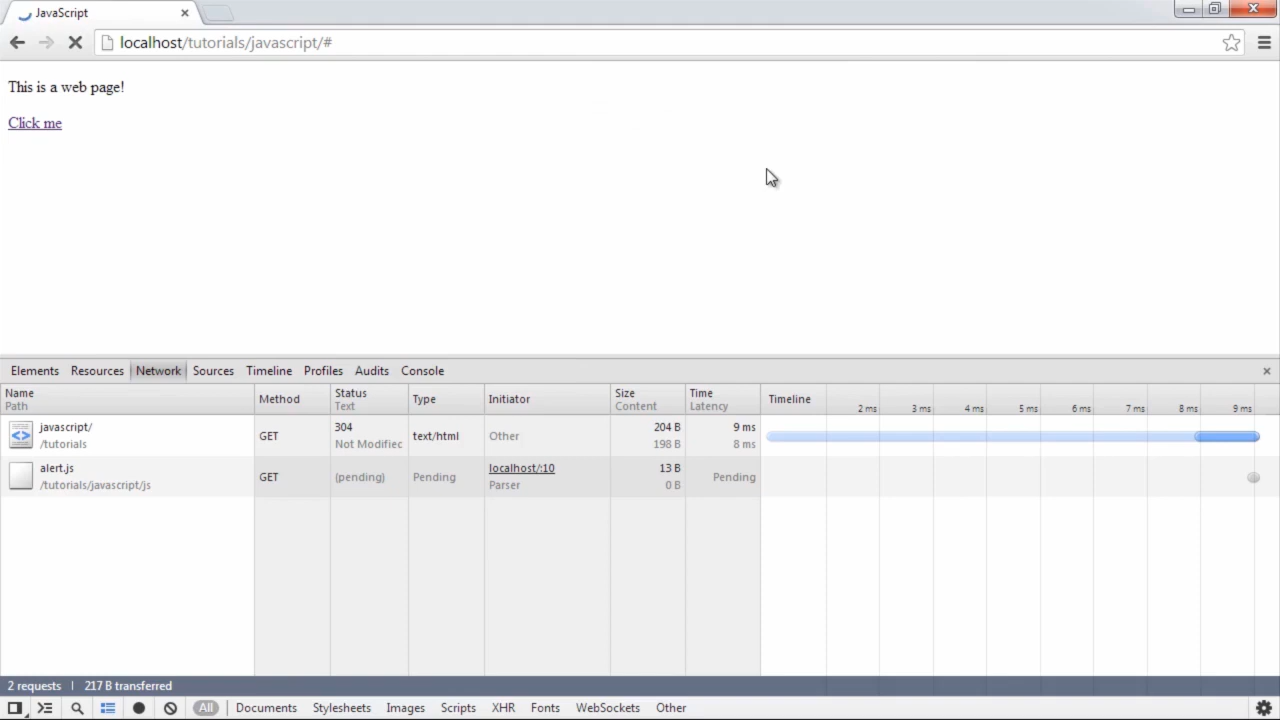 JavaScript
localhost/tutorials/javascript/#
This is a web page!
Click me
Elements Resources Network Sources Timeline Profiles Audits Console
Name Method Status Type Initiator Size Time Timeline
Path Text Content Latency 2 ms 3 ms 4 ms 5 ms 6 ms 7 ms 8 ms 9 ms
javascript/ GET 304 text/html Other 204 B 9 ms
/tutorials Not Modifiec 198 B 8 ms
alert.js GET (pending) Pending localhost/:10 13 B Pending
/tutorials/javascript/js Parser 0 B
2 requests | 217 B transferred
All Documents Stylesheets Images Scripts XHR Fonts WebSockets Other